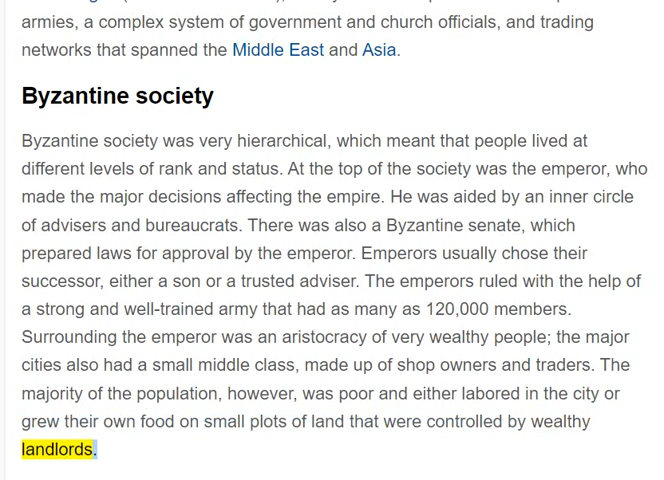 armies, a complex system of government and church officials, and trading
networks that spanned the Middle East and Asia.
Byzantine society
Byzantine society was very hierarchical, which meant that people lived at
different levels of rank and status. At the top of the society was the emperor, who
made the major decisions affecting the empire. He was aided by an inner circle
of advisers and bureaucrats. There was also a Byzantine senate, which
prepared laws for approval by the emperor. Emperors usually chose their
successor, either a son or a trusted adviser. The emperors ruled with the help of
a strong and well-trained army that had as many as 120,000 members.
Surrounding the emperor was an aristocracy of very wealthy people; the major
cities also had a small middle class, made up of shop owners and traders. The
majority of the population, however, was poor and either labored in the city or
grew their own food on small plots of land that were controlled by wealthy
landlords.